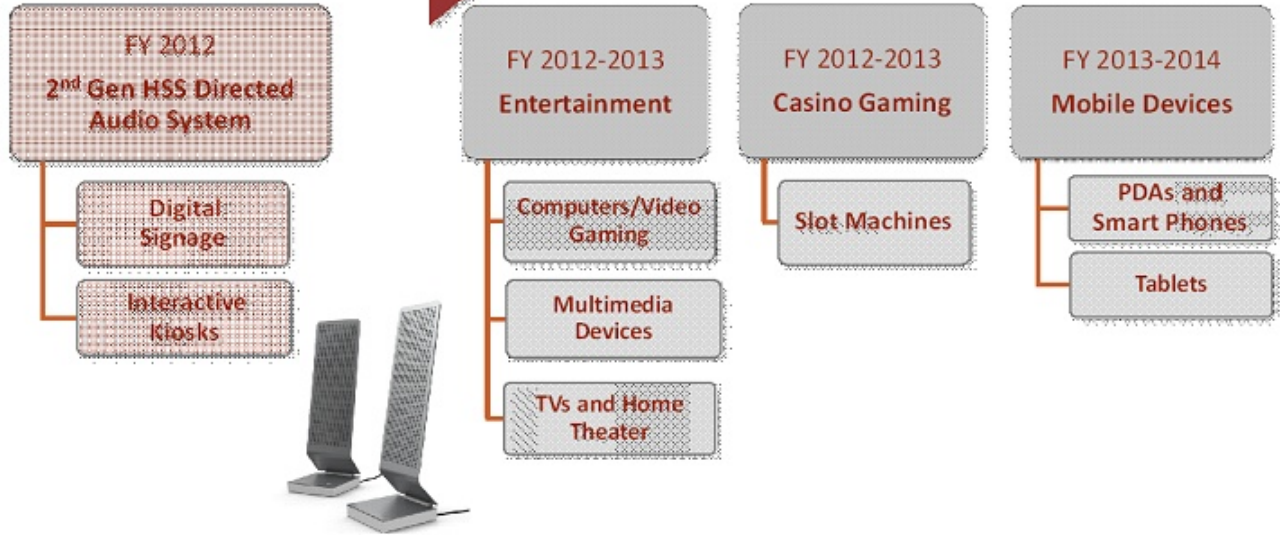 FY 2012
2nd Gen HSS Directed
Audio System
Digital
Signage
Interactive
Kiosks
FY 2012-2013
Entertainment
Computers/Video
Gaming
Multimedia
Devices
TVs and Home
Theater
FY 2012-2013
Casino Gaming
Slot Machines
FY 2013-2014
Mobile Devices
PDAs and
Smart Phones
Tablets